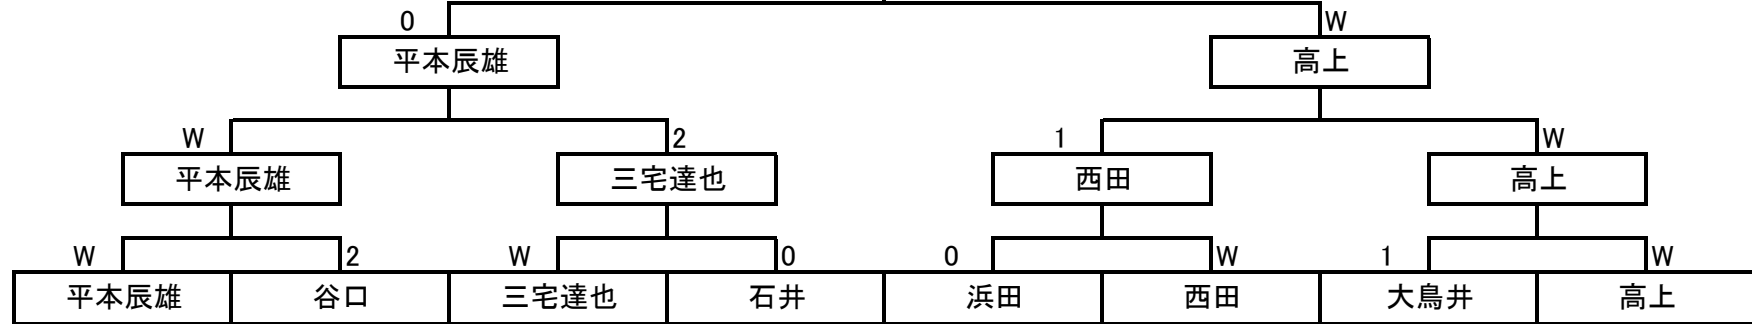 0 W
平本辰雄 高上
W 2 1 W
平本辰雄 三宅達也 西田 高上
W 2 W 0 0 W 1 W
平本辰雄 谷口 三宅達也 石井 浜田 西田 大鳥井 高上